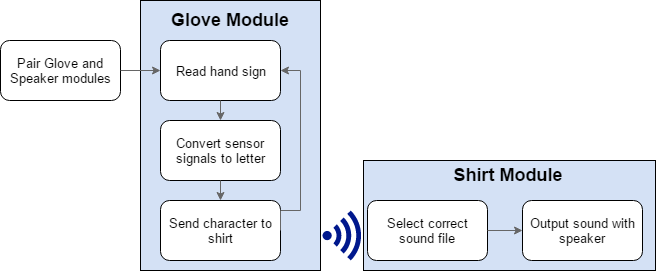 Glove Module
Pair Glove and
Speaker modules
Read hand sign
Convert sensor
signals to letter
Send character to
shirt
Shirt Module
Select correct
sound file
Output sound with
speaker